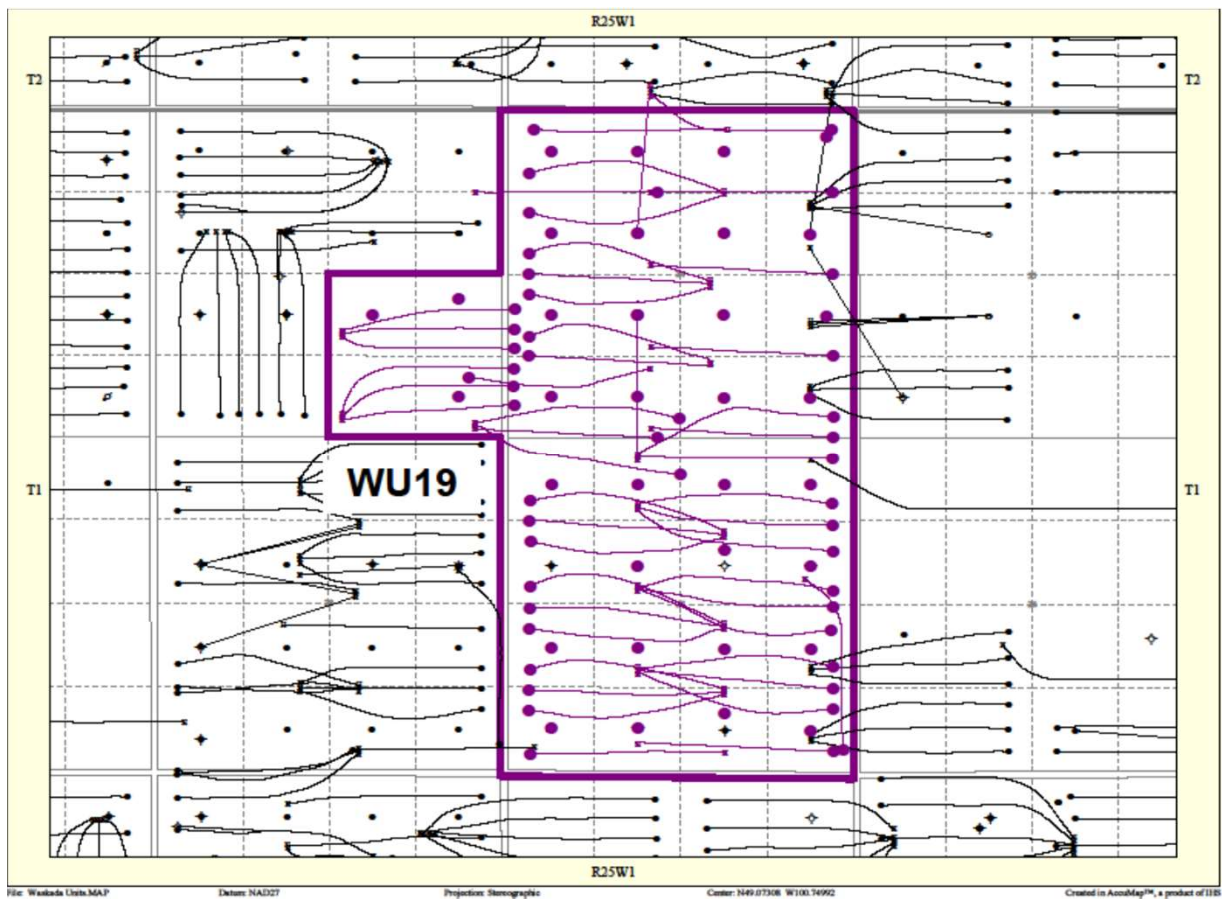 R25W1
T2 T2
WU19
T1 T1
R25W1
File: Waskada Units.MAP Datum: NAD27 Projection: Stereographic Center: N49.07308 W100.74992 Created in AccuMap™, a product of IHS